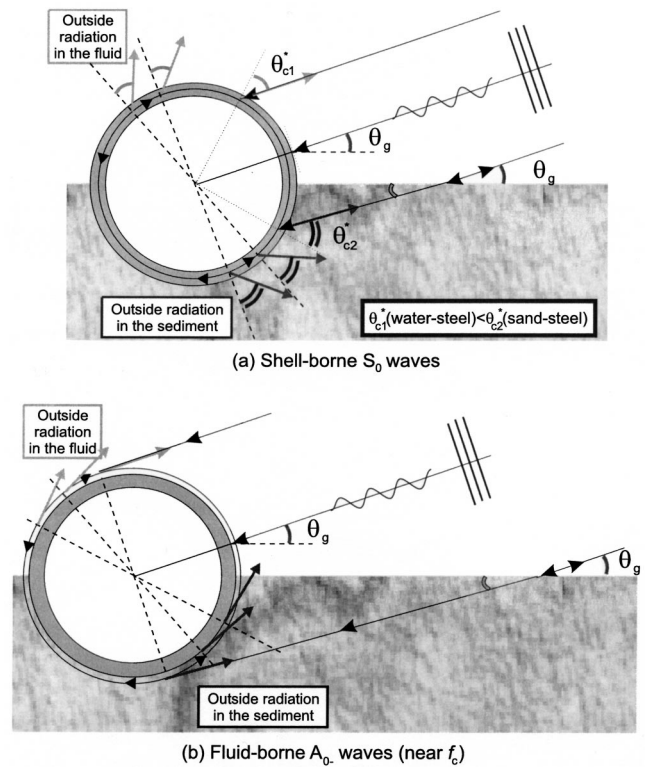 Outside
radiation
in the fluid
θ*c1
θg
θg
θ*c2
Outside radiation
in the sediment
θ*c1(water-steel)<θ*c2(sand-steel)
(a) Shell-borne S0 waves
Outside
radiation
in the fluid
θg
θg
Outside radiation
in the sediment
(b) Fluid-borne A0- waves (near fc)